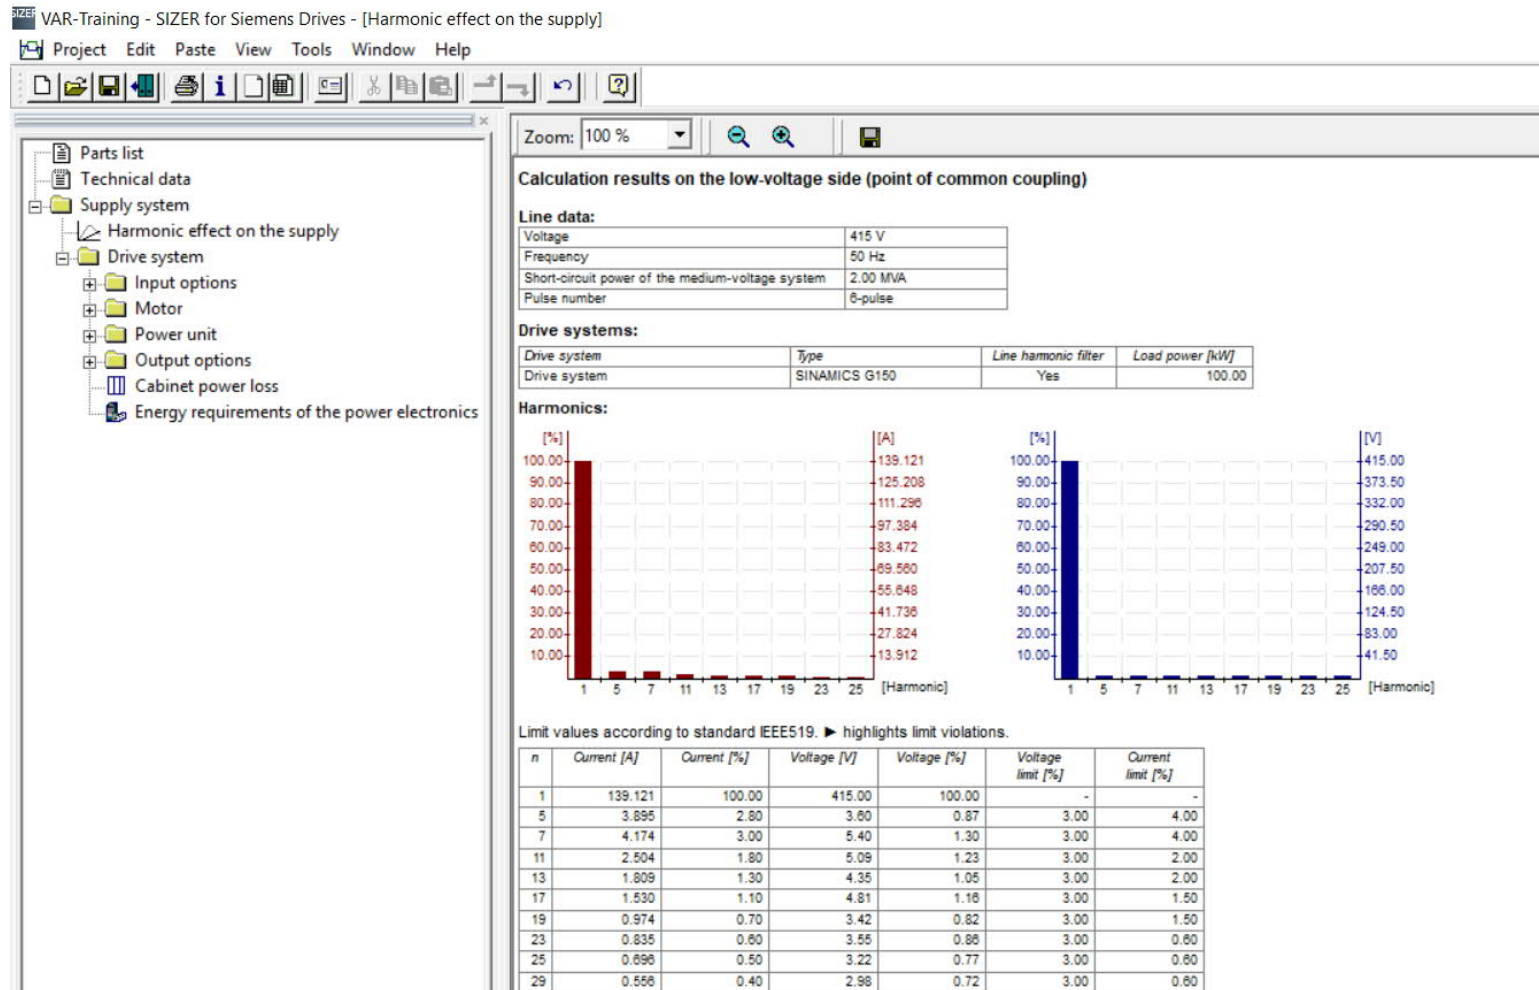 SIZER VAR-Training - SIZER for Siemens Drives - [Harmonic effect on the supply]
Project Edit Paste View Tools Window Help
Parts list
Technical data
Supply system
Harmonic effect on the supply
Drive system
Input options
Motor
Power unit
Output options
Cabinet power loss
Energy requirements of the power electronics
Zoom: 100 %
Calculation results on the low-voltage side (point of common coupling)
Line data:
Voltage 415 V
Frequency 50 Hz
Short-circuit power of the medium-voltage system 2.00 MVA
Pulse number 6-pulse
Drive systems:
Drive system Type Line harmonic filter Load power [kW]
Drive system SINAMICS G150 Yes 100.00
Harmonics:
[%] [A] [%] [V]
100.00 139.121 100.00 415.00
90.00 125.208 90.00 373.50
80.00 111.296 80.00 332.00
70.00 97.384 70.00 290.50
60.00 83.472 60.00 249.00
50.00 69.560 50.00 207.50
40.00 55.648 40.00 166.00
30.00 41.736 30.00 124.50
20.00 27.824 20.00 83.00
10.00 13.912 10.00 41.50
1 5 7 11 13 17 19 23 25 [Harmonic] 1 5 7 11 13 17 19 23 25 [Harmonic]
Limit values according to standard IEEE519. ► highlights limit violations.
n Current [A] Current [%] Voltage [V] Voltage [%] Voltage limit [%] Current limit [%]
1 139.121 100.00 415.00 100.00 - -
5 3.895 2.80 3.60 0.87 3.00 4.00
7 4.174 3.00 5.40 1.30 3.00 4.00
11 2.504 1.80 5.09 1.23 3.00 2.00
13 1.809 1.30 4.35 1.05 3.00 2.00
17 1.530 1.10 4.81 1.16 3.00 1.50
19 0.974 0.70 3.42 0.82 3.00 1.50
23 0.835 0.60 3.55 0.86 3.00 0.60
25 0.696 0.50 3.22 0.77 3.00 0.60
29 0.556 0.40 2.98 0.72 3.00 0.60